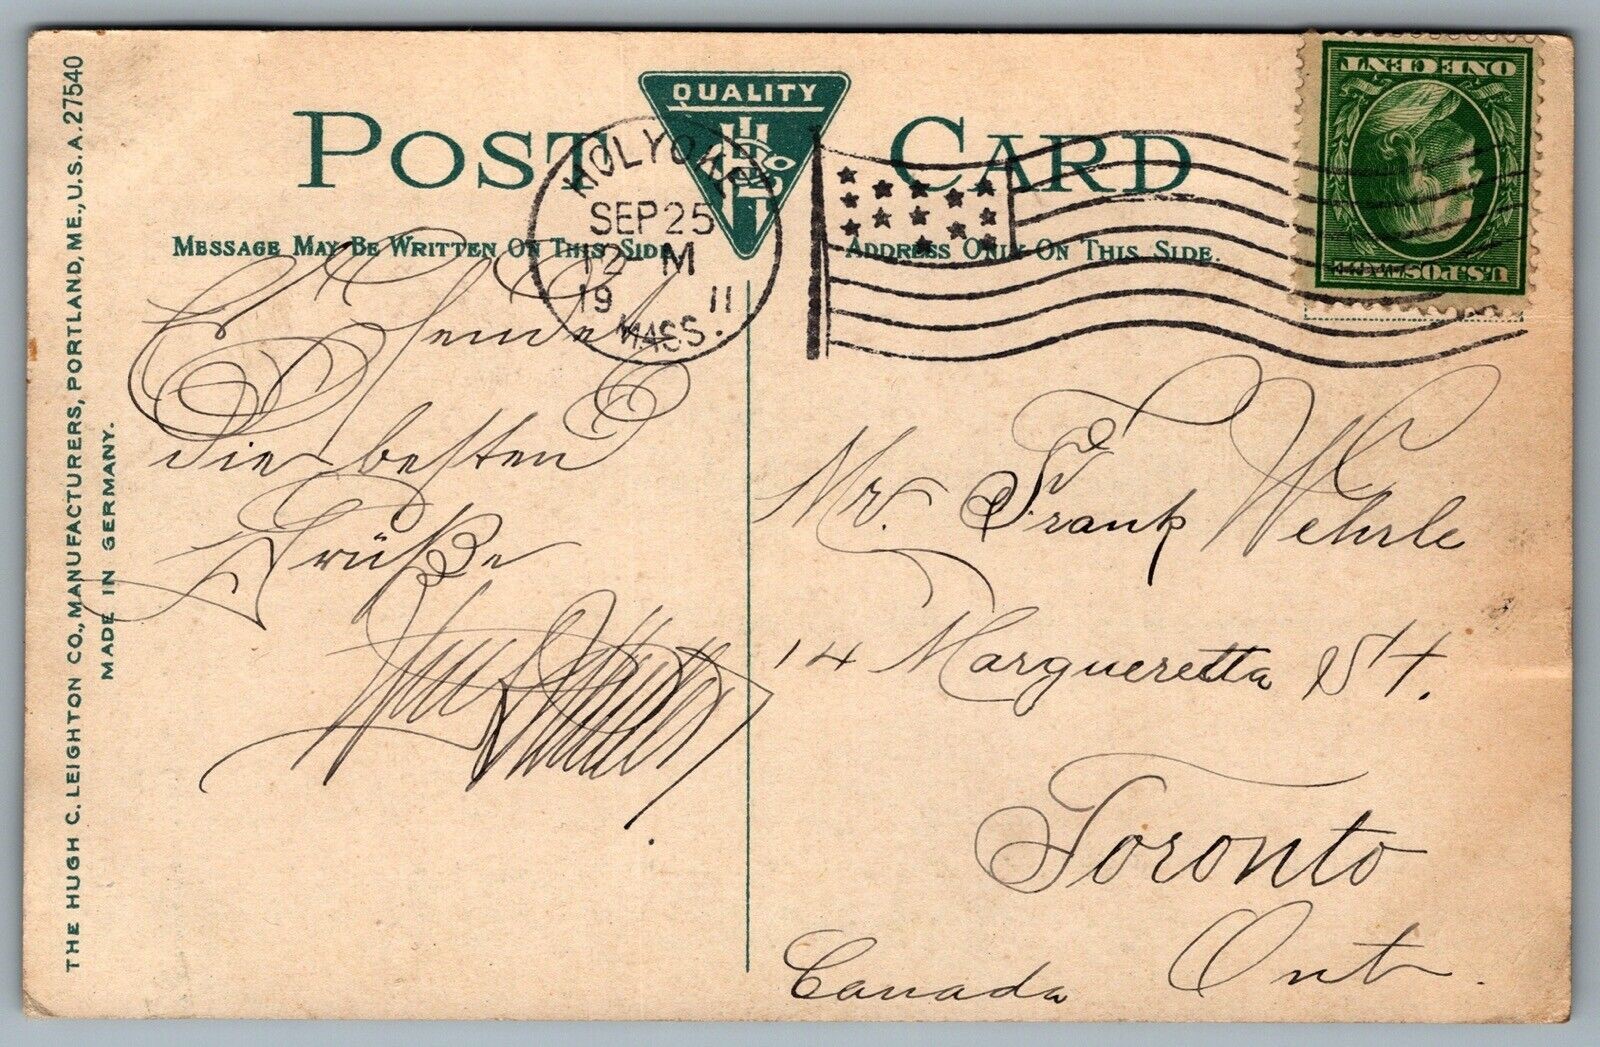 THE HUGH C. LEIGHTON CO., MANUFACTURERS, PORTLAND, ME., U.S.A. 27540
MADE IN GERMANY.
POST CARD
QUALITY
HOLYOKE
SEP 25
12 M
19 11
MASS.
MESSAGE MAY BE WRITTEN ON THIS SIDE
ADDRESS ONLY ON THIS SIDE.
U.S. POSTAGE
ONE CENT
Sendet
die besten
Grüße
Mr. Frank Wehrle
14 Margueretta St.
Toronto
Ont
Canada